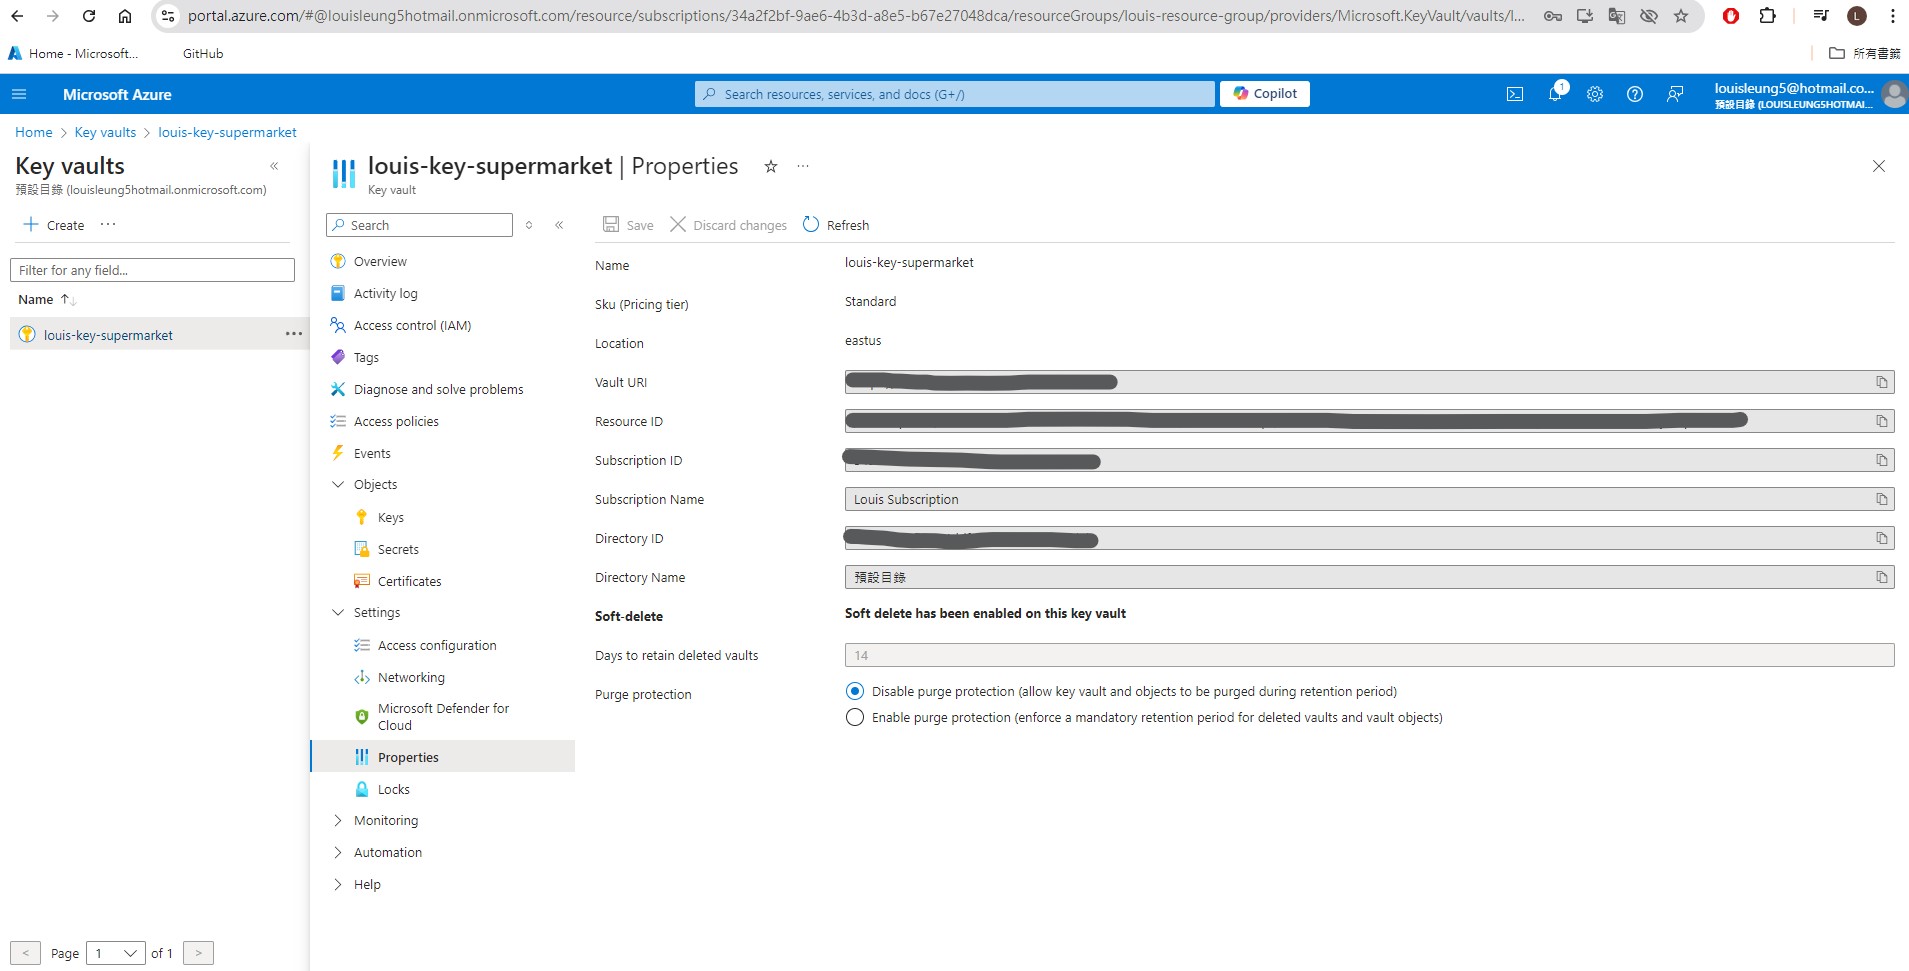 portal.azure.com/#@louisleung5hotmail.onmicrosoft.com/resource/subscriptions/34a2f2bf-9ae6-4b3d-a8e5-b67e27048dca/resourceGroups/louis-resource-group/providers/Microsoft.KeyVault/vaults/l...
L
Home - Microsoft...
GitHub
所有書籤
Microsoft Azure
Search resources, services, and docs (G+/)
Copilot
1
louisleung5@hotmail.co...
預設目錄 (LOUISLEUNG5HOTMAI...
Home > Key vaults > louis-key-supermarket
Key vaults
預設目錄 (louisleung5hotmail.onmicrosoft.com)
Create
Filter for any field...
Name
louis-key-supermarket
Page 1 of 1
louis-key-supermarket | Properties
Key vault
Search
Overview
Activity log
Access control (IAM)
Tags
Diagnose and solve problems
Access policies
Events
Objects
Keys
Secrets
Certificates
Settings
Access configuration
Networking
Microsoft Defender for
Cloud
Properties
Locks
Monitoring
Automation
Help
Save
Discard changes
Refresh
Name louis-key-supermarket
Sku (Pricing tier) Standard
Location eastus
Vault URI
Resource ID
Subscription ID
Subscription Name Louis Subscription
Directory ID
Directory Name 預設目錄
Soft-delete Soft delete has been enabled on this key vault
Days to retain deleted vaults 14
Purge protection Disable purge protection (allow key vault and objects to be purged during retention period)
Enable purge protection (enforce a mandatory retention period for deleted vaults and vault objects)